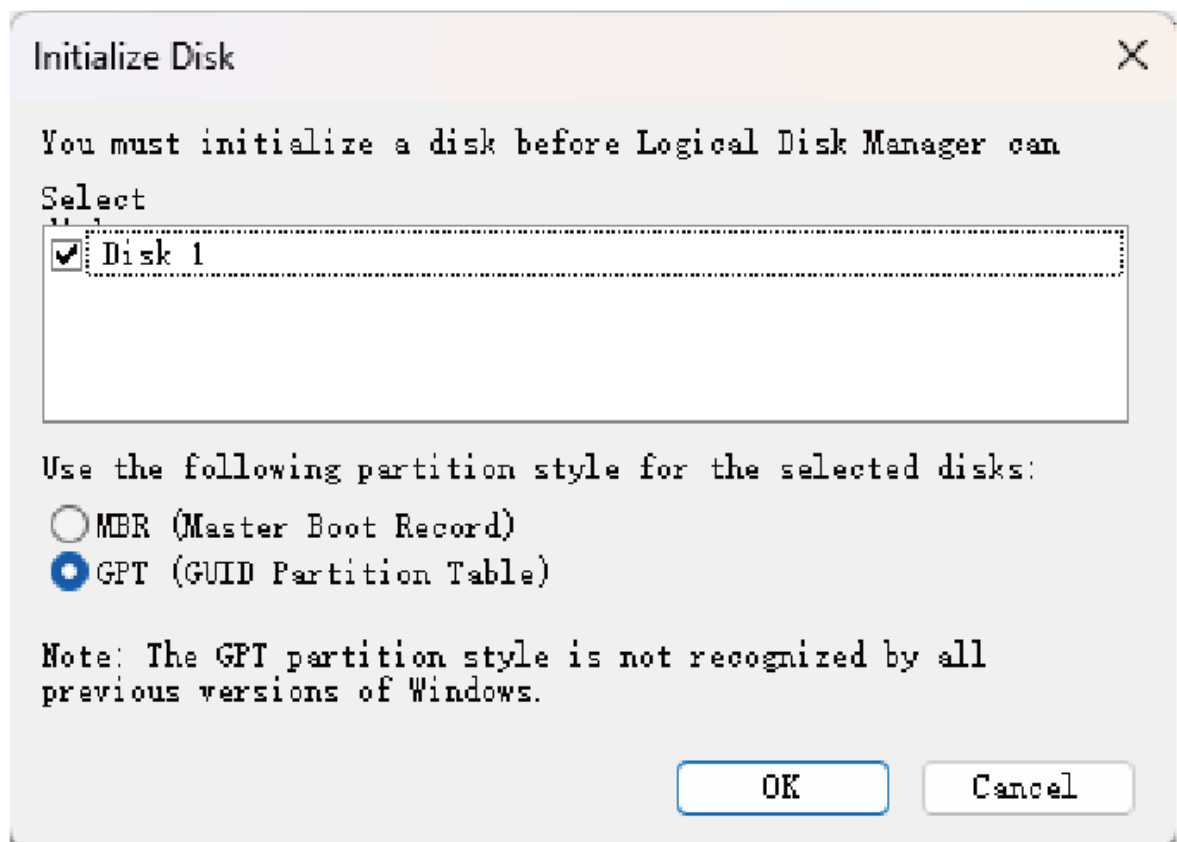 Initialize Disk
You must initialize a disk before Logical Disk Manager can
Select
Disk 1
Use the following partition style for the selected disks:
MBR (Master Boot Record)
GPT (GUID Partition Table)
Note: The GPT partition style is not recognized by all
previous versions of Windows.
OK
Cancel